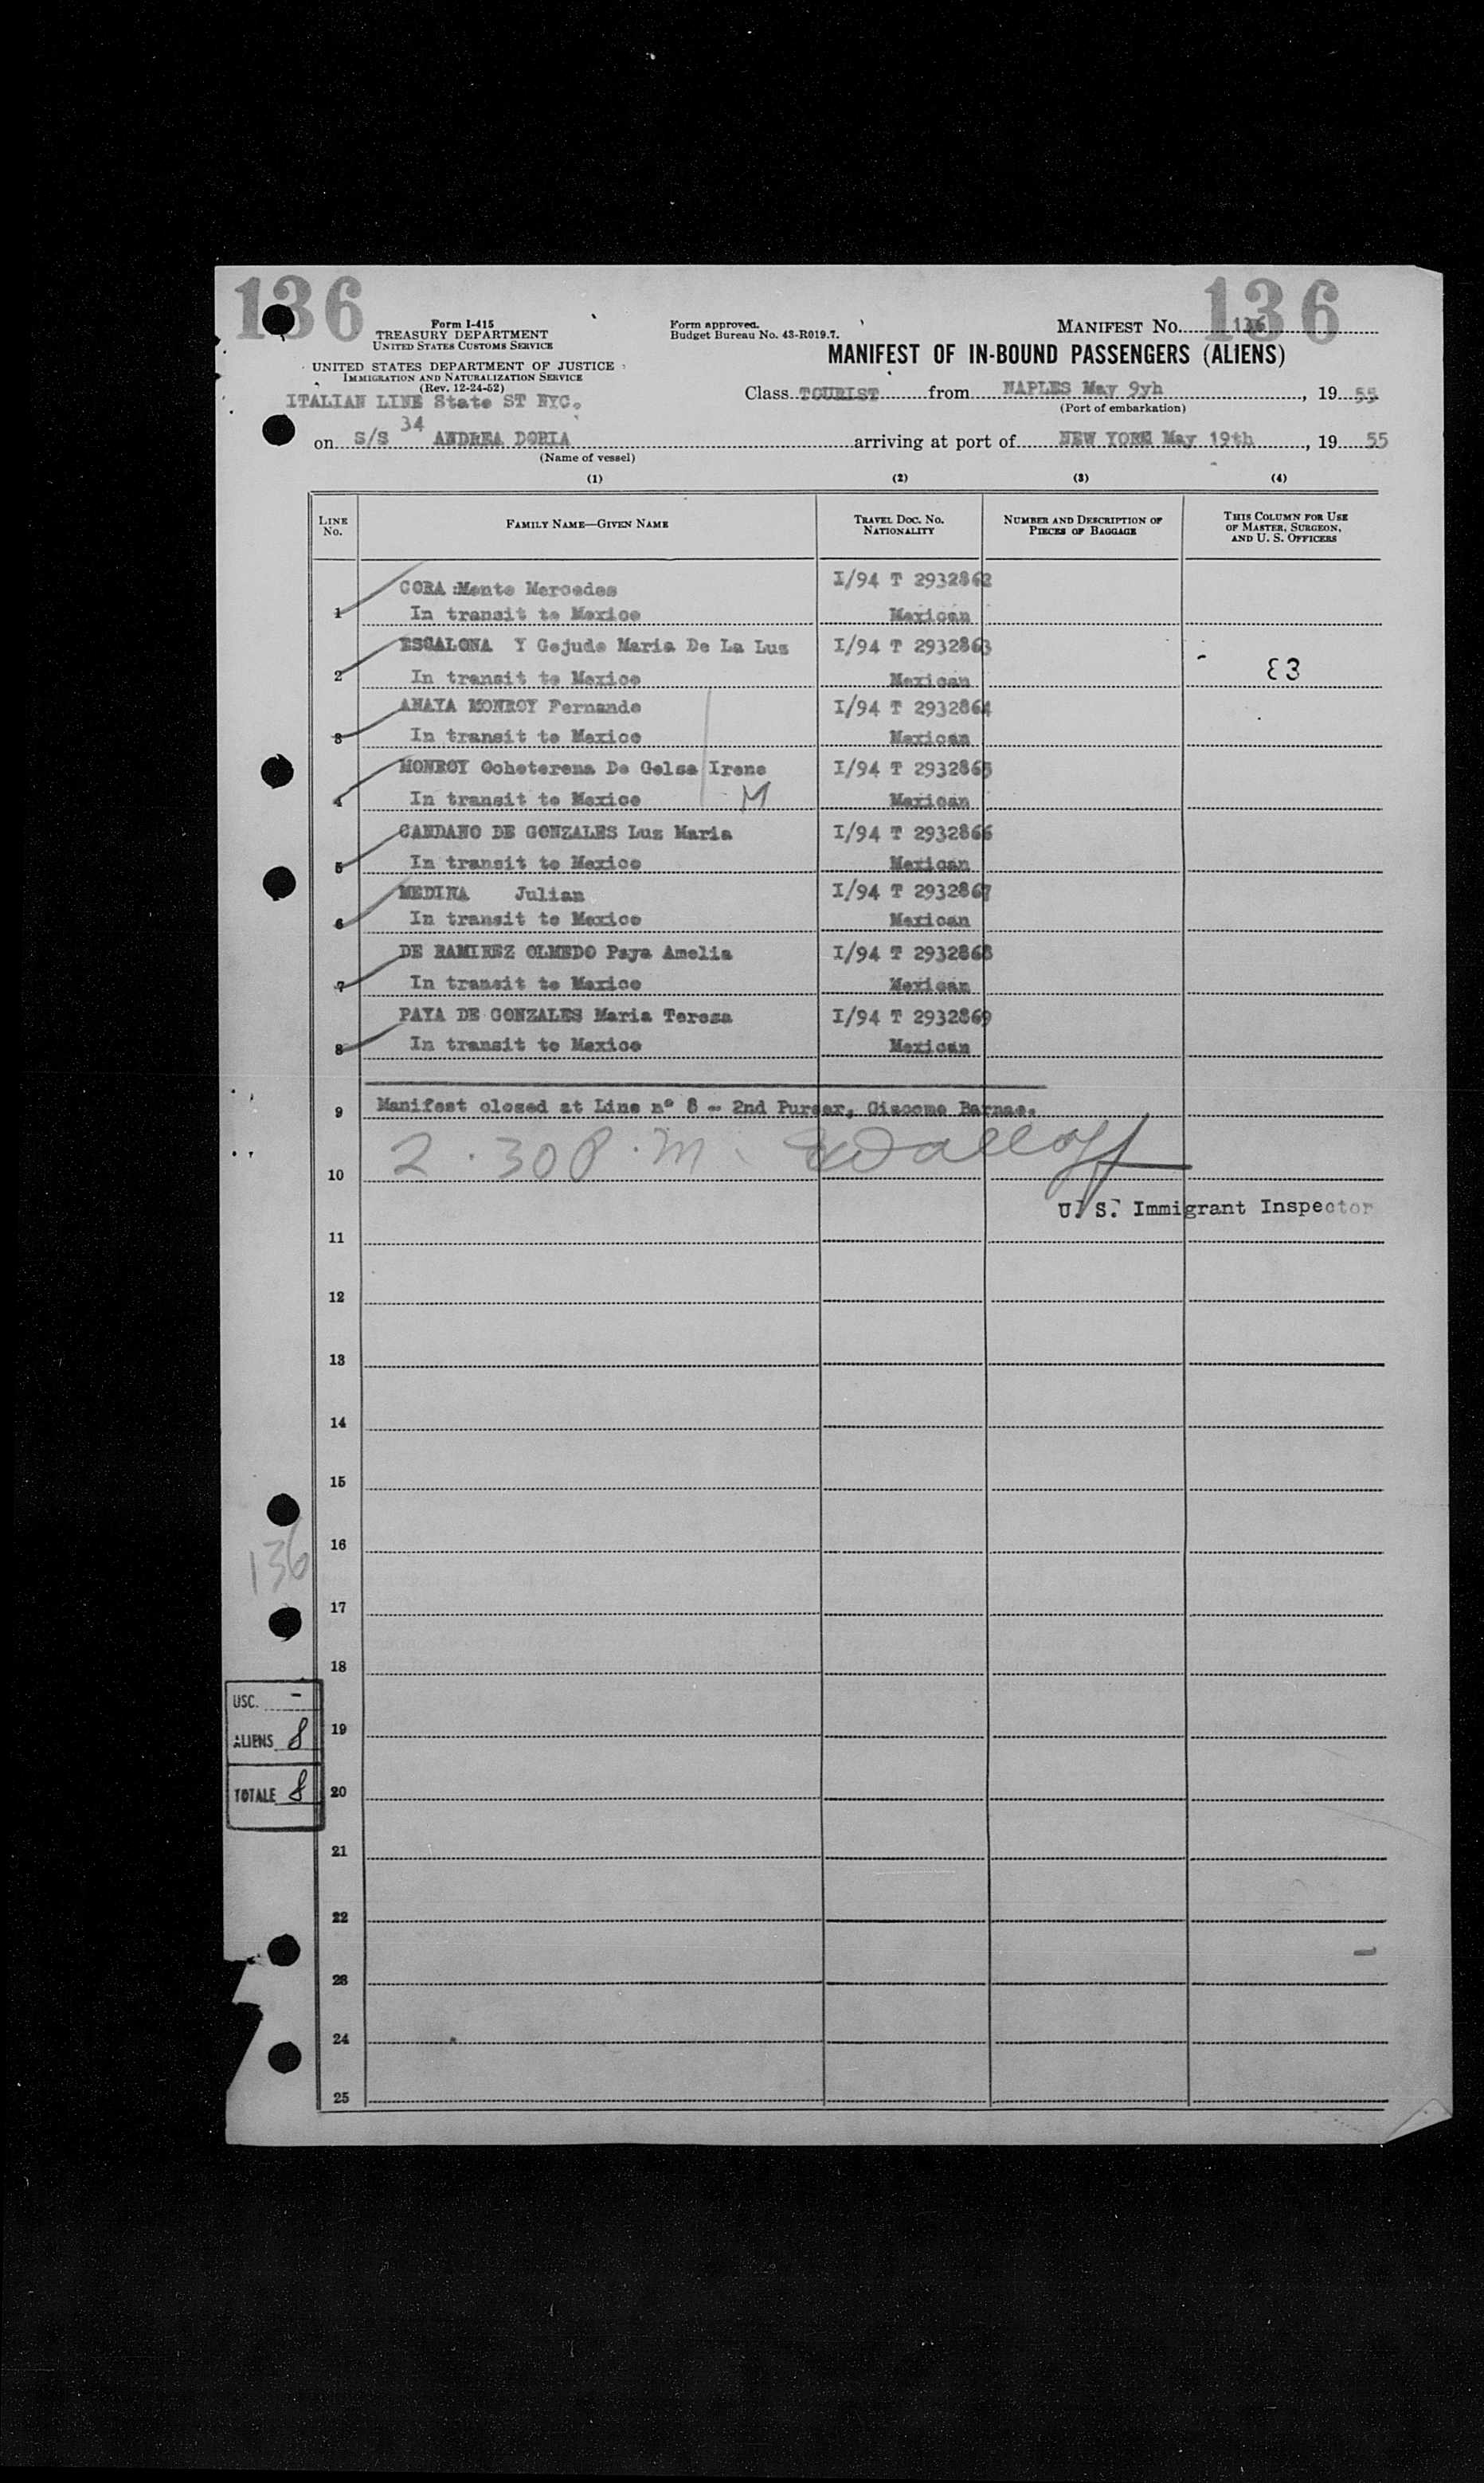 136
136
Form I-415
TREASURY DEPARTMENT
UNITED STATES CUSTOMS SERVICE
Form approved.
Budget Bureau No. 43-R019.7.
MANIFEST No. 136
UNITED STATES DEPARTMENT OF JUSTICE
IMMIGRATION AND NATURALIZATION SERVICE
(Rev. 12-24-52)
MANIFEST OF IN-BOUND PASSENGERS (ALIENS)
ITALIAN LINE State ST NYC.
34
Class TOURIST from NAPLES May 9yh, 19 55
(Port of embarkation)
on S/S ANDREA DORIA arriving at port of NEW YORK May 19th, 19 55
(Name of vessel)
(1) (2) (3) (4)
LINE No. FAMILY NAME—GIVEN NAME TRAVEL DOC. NO. NATIONALITY NUMBER AND DESCRIPTION OF PIECES OF BAGGAGE THIS COLUMN FOR USE OF MASTER, SURGEON, AND U. S. OFFICERS
CORA Monte Mercedes I/94 T 2932862
1 In transit to Mexico Mexican
ESCALONA Y Gejudo Maria De La Luz I/94 T 2932863
2 In transit to Mexico Mexican
ANAYA MONROY Fernando I/94 T 2932864
3 In transit to Mexico Mexican
MONROY Ocheterena De Gelsa Irene I/94 T 2932865
4 In transit to Mexico M Mexican
CANDANO DE GONZALES Luz Maria I/94 T 2932866
5 In transit to Mexico Mexican
MEDINA Julian I/94 T 2932867
6 In transit to Mexico Mexican
DE RAMIREZ OLMEDO Paya Amelia I/94 T 2932868
7 In transit to Mexico Mexican
PAYA DE GONZALES Maria Teresa I/94 T 2932869
8 In transit to Mexico Mexican
9 Manifest closed at Line n° 8 - 2nd Purser, Giacomo Barnao.
10 2.30 P.M.
U. S. Immigrant Inspector
11
12
13
14
15
16
136
17
18
USC. -
19
ALIENS 8
20
TOTALE 8
21
22
23
24
25